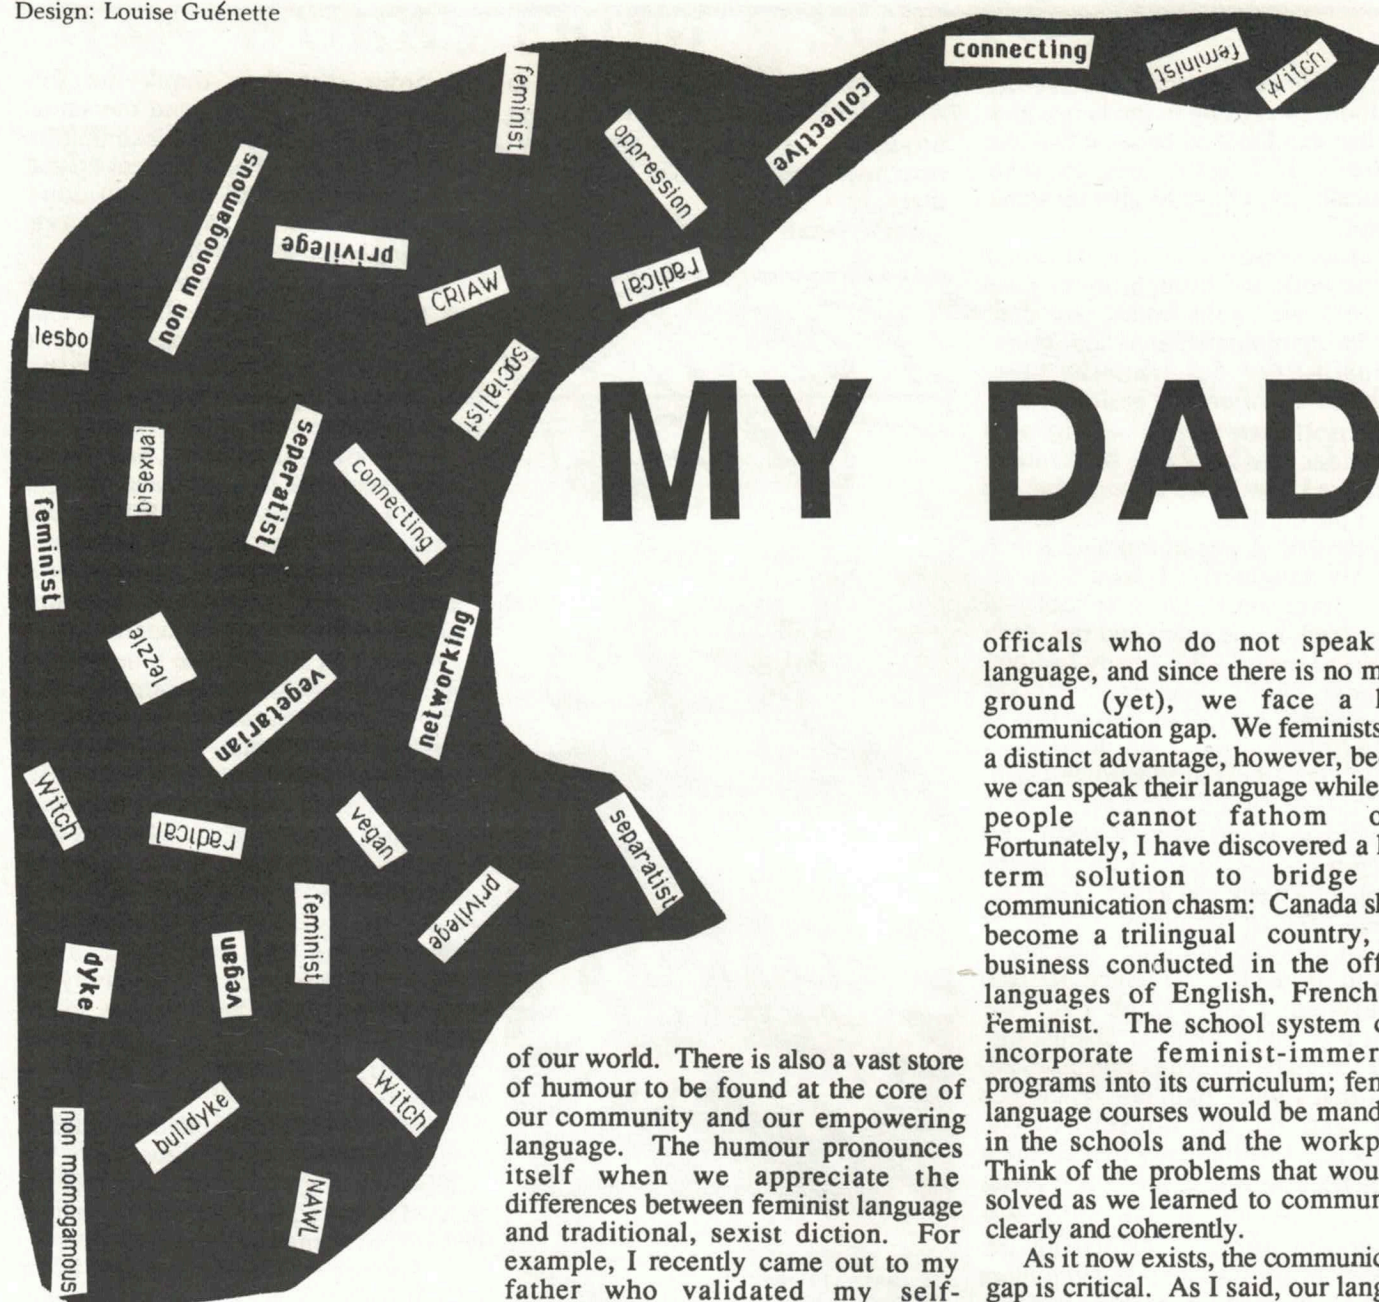 Design: Louise Guénette
connecting
feminist
Witch
feminist
oppression
collective
non monogamous
privilege
CRIAW
radical
lesbo
socialist
MY DAD
bisexual
seperatist
connecting
feminist
lezzie
vegetarian
networking
Witch
radical
vegan
separatist
privilege
feminist
dyke
vegan
bulldyke
Witch
non momogamous
NAWL
of our world. There is also a vast store
of humour to be found at the core of
our community and our empowering
language. The humour pronounces
itself when we appreciate the
differences between feminist language
and traditional, sexist diction. For
example, I recently came out to my
father who validated my self-
officals who do not speak
language, and since there is no
ground (yet), we face a
communication gap. We feminists
a distinct advantage, however,
we can speak their language while
people cannot fathom
Fortunately, I have discovered a
term solution to bridge
communication chasm: Canada
become a trilingual country,
business conducted in the
languages of English, French
Feminist. The school system
incorporate
programs into its curriculum;
language courses would be
in the schools and the
Think of the problems that
solved as we learned to
clearly and coherently.
As it now exists, the
gap is critical. As I said, our